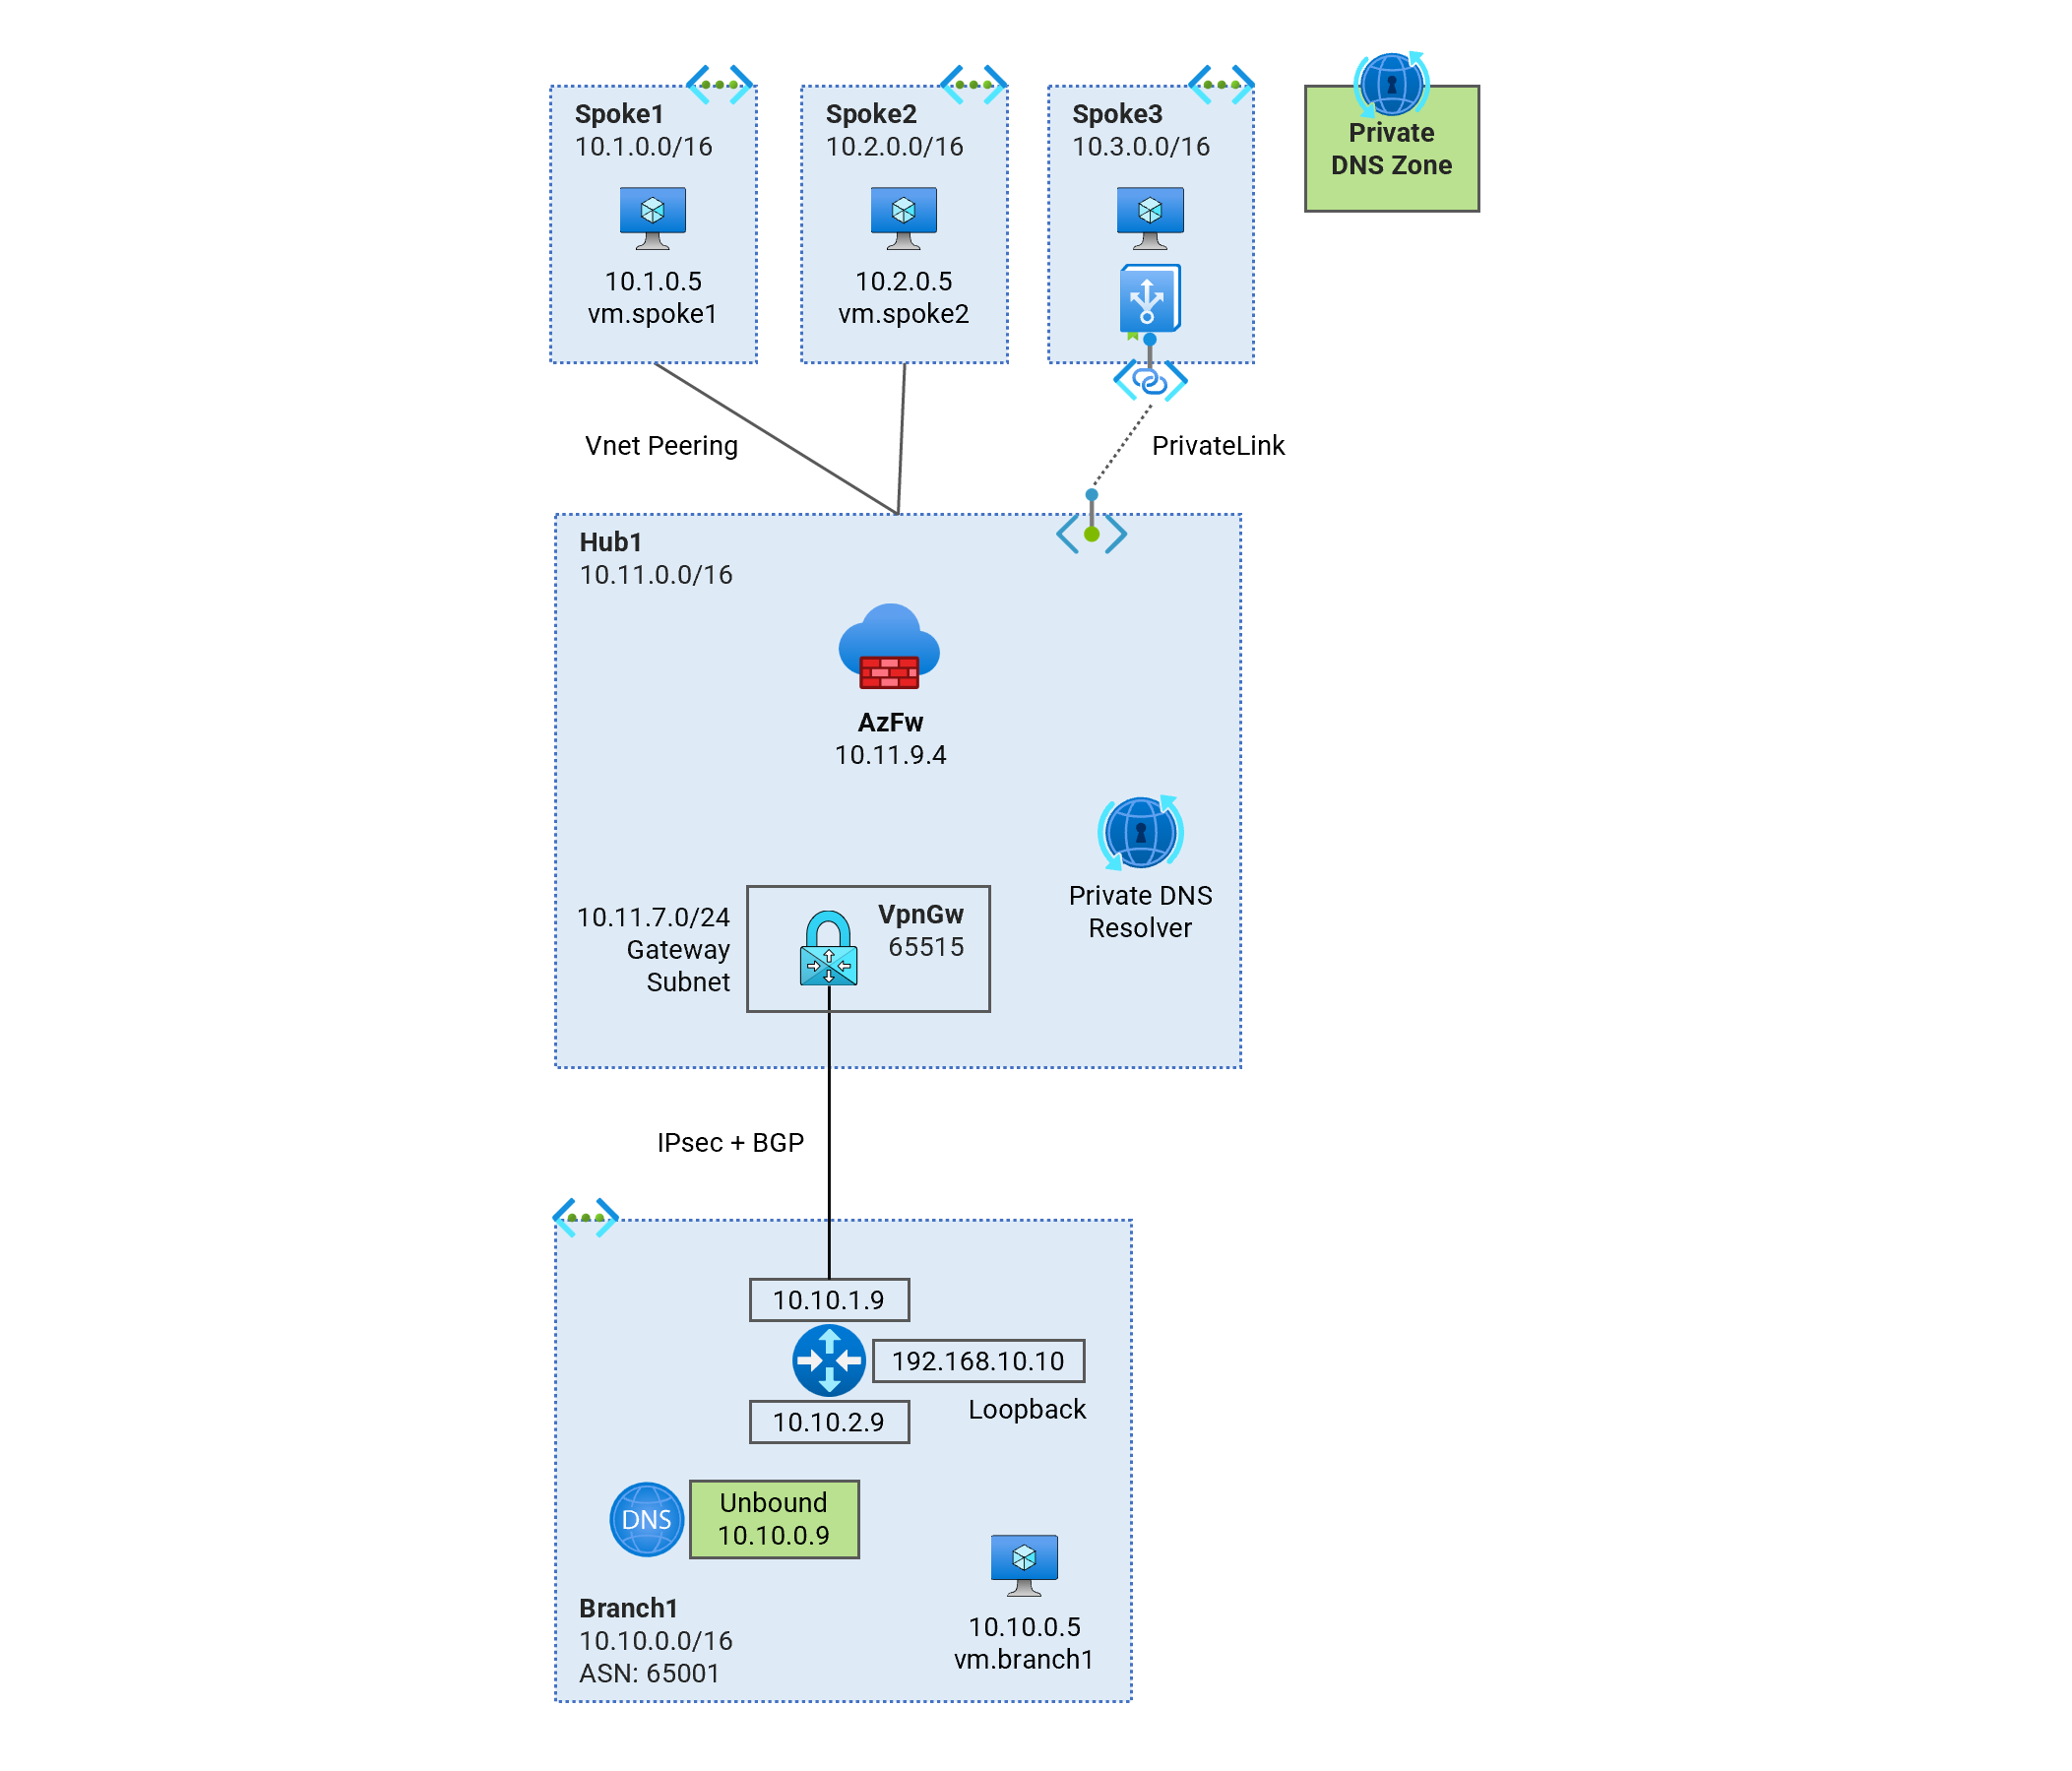 Spoke1
10.1.0.0/16
10.1.0.5
vm.spoke1
Spoke2
10.2.0.0/16
10.2.0.5
vm.spoke2
Spoke3
10.3.0.0/16
Private
DNS Zone
Vnet Peering
PrivateLink
Hub1
10.11.0.0/16
AzFw
10.11.9.4
Private DNS
Resolver
10.11.7.0/24
Gateway
Subnet
VpnGw
65515
IPsec + BGP
10.10.1.9
192.168.10.10
Loopback
10.10.2.9
DNS
Unbound
10.10.0.9
Branch1
10.10.0.0/16
ASN: 65001
10.10.0.5
vm.branch1